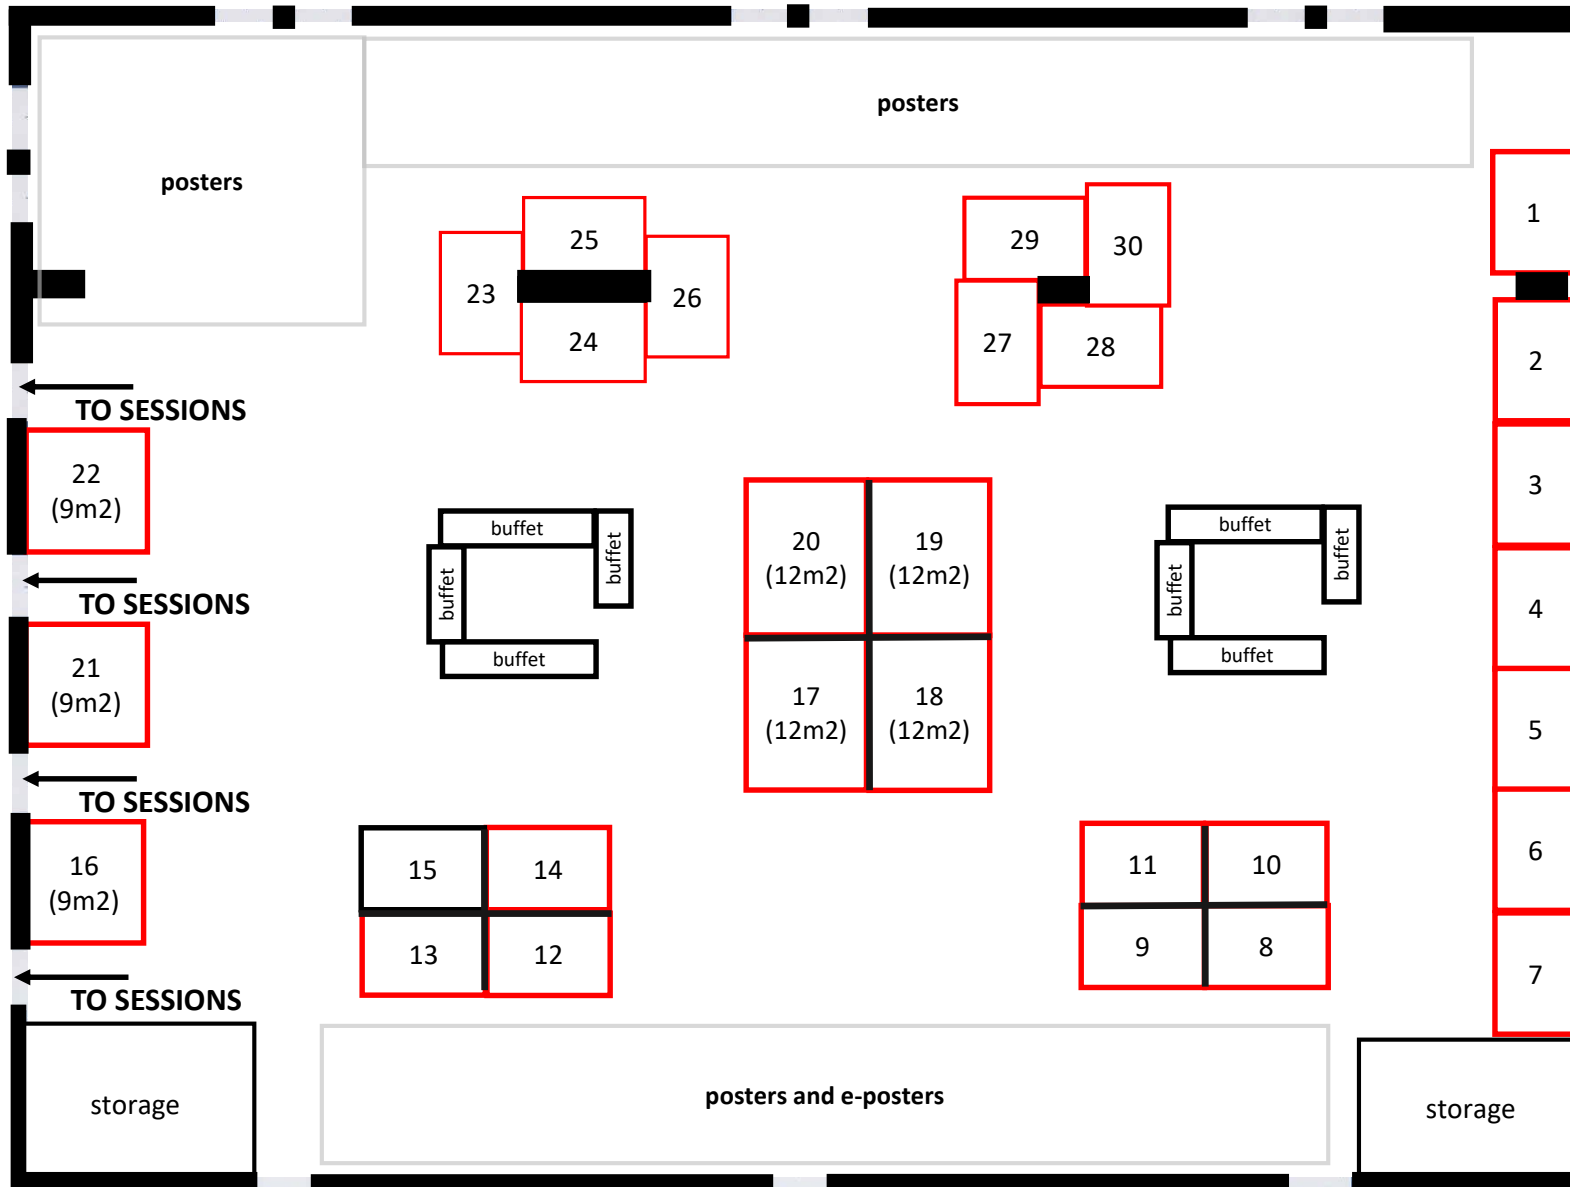 posters
posters
1
25
29
30
23
26
24
27
28
2
TO SESSIONS
22
(9m2)
3
buffet
buffet
buffet
buffet
20
(12m2)
19
(12m2)
buffet
buffet
buffet
buffet
4
TO SESSIONS
21
(9m2)
17
(12m2)
18
(12m2)
5
TO SESSIONS
16
(9m2)
15
14
11
10
6
13
12
9
8
7
TO SESSIONS
storage
posters and e-posters
storage